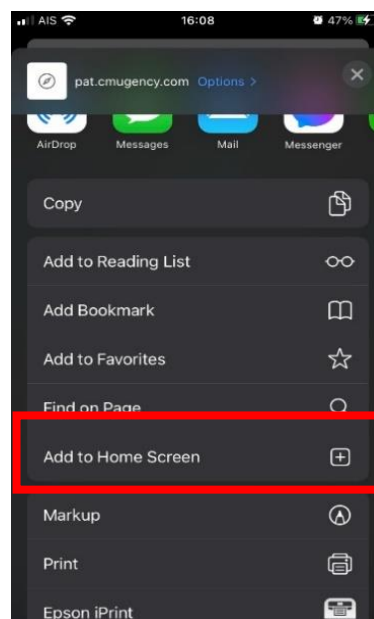 AIS 16:08 47%
pat.cmugency.com Options >
AirDrop Messages Mail Messenger
Copy
Add to Reading List
Add Bookmark
Add to Favorites
Find on Page
Add to Home Screen
Markup
Print
Epson iPrint